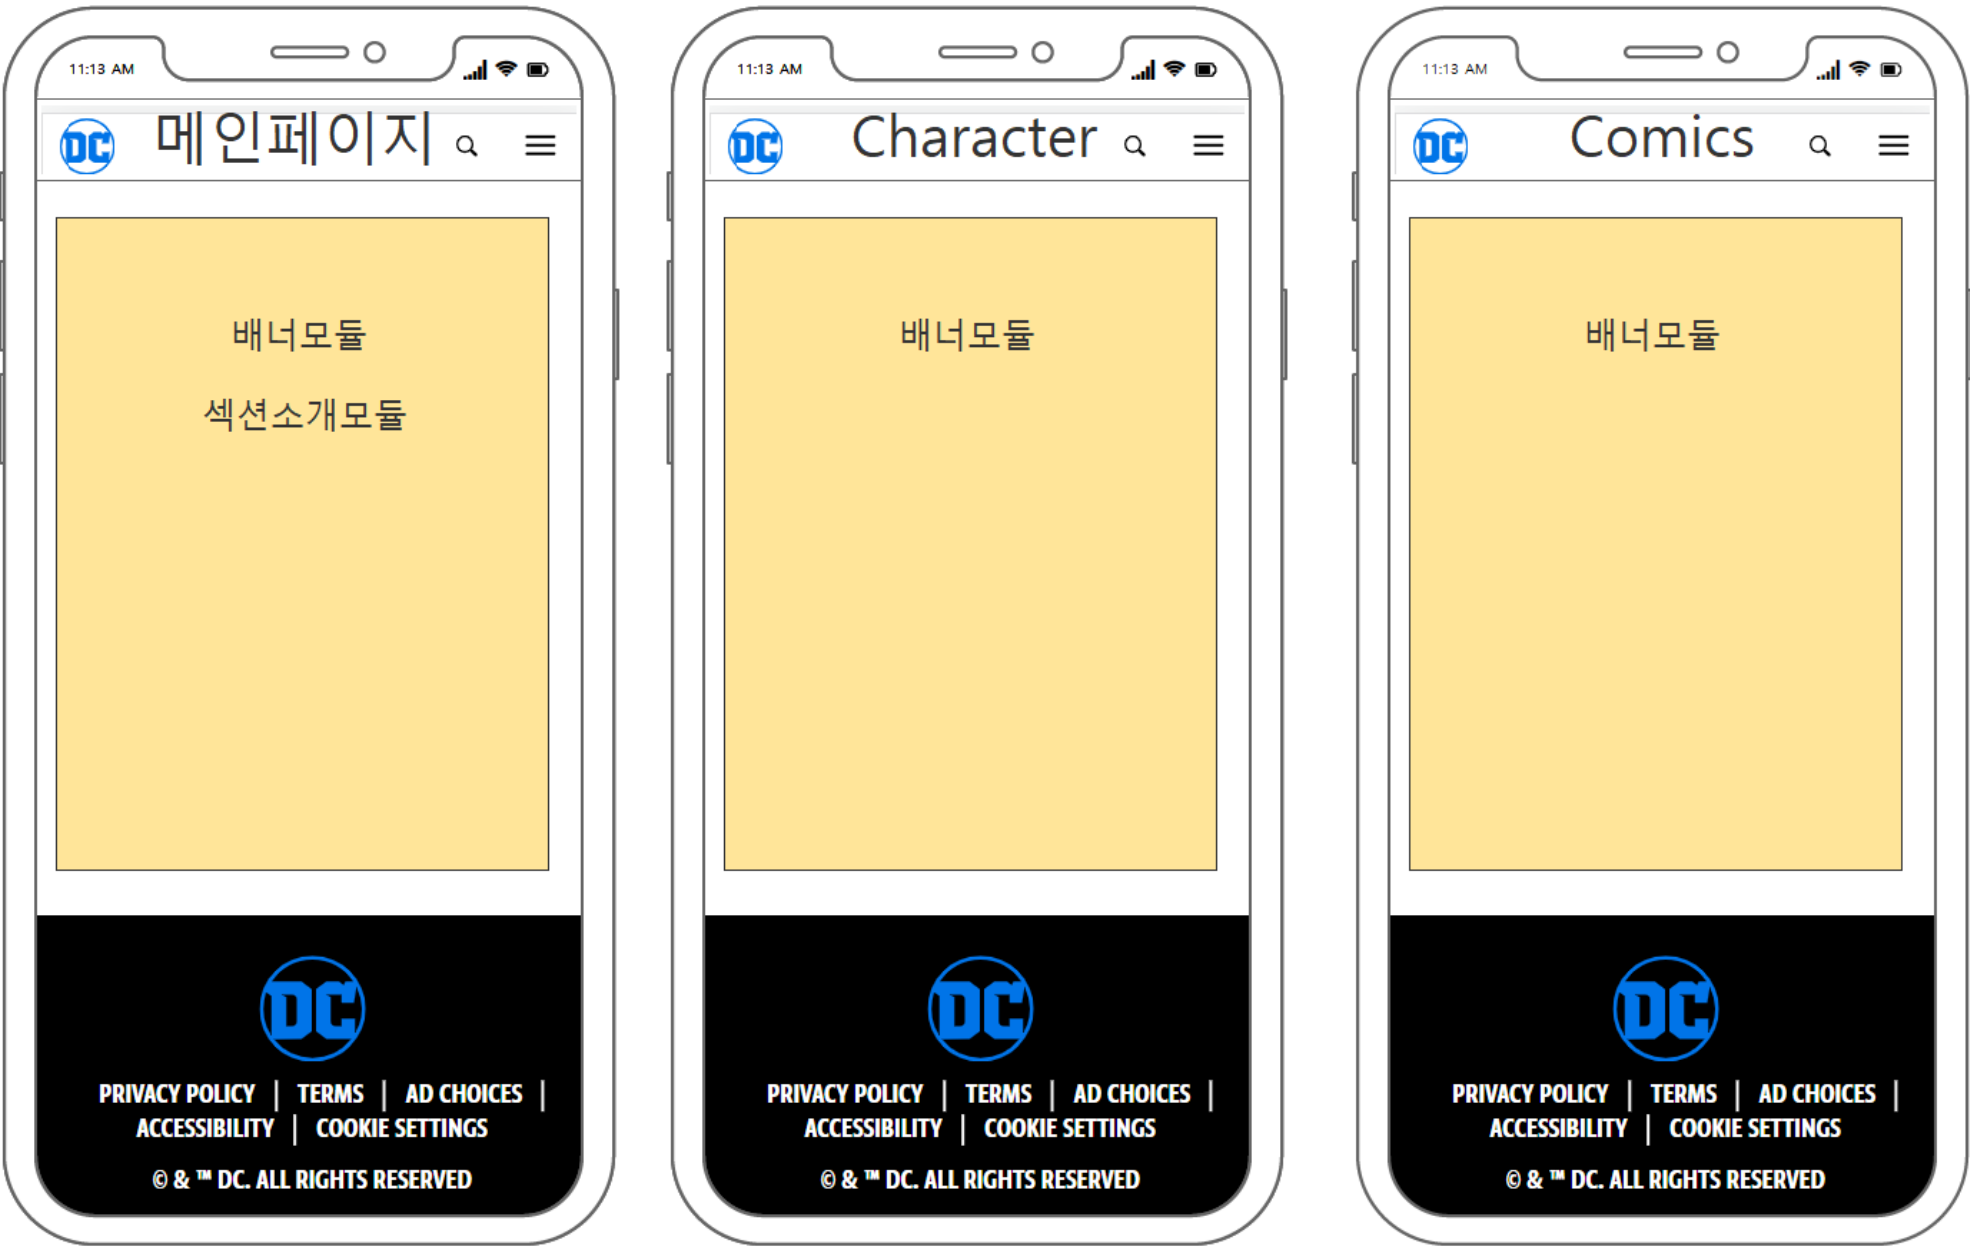 11:13 AM
DC 메인페이지
배너모듈
섹션소개모듈
DC
PRIVACY POLICY | TERMS | AD CHOICES |
ACCESSIBILITY | COOKIE SETTINGS
© & ™ DC. ALL RIGHTS RESERVED
11:13 AM
DC Character
배너모듈
DC
PRIVACY POLICY | TERMS | AD CHOICES |
ACCESSIBILITY | COOKIE SETTINGS
© & ™ DC. ALL RIGHTS RESERVED
11:13 AM
DC Comics
배너모듈
DC
PRIVACY POLICY | TERMS | AD CHOICES |
ACCESSIBILITY | COOKIE SETTINGS
© & ™ DC. ALL RIGHTS RESERVED